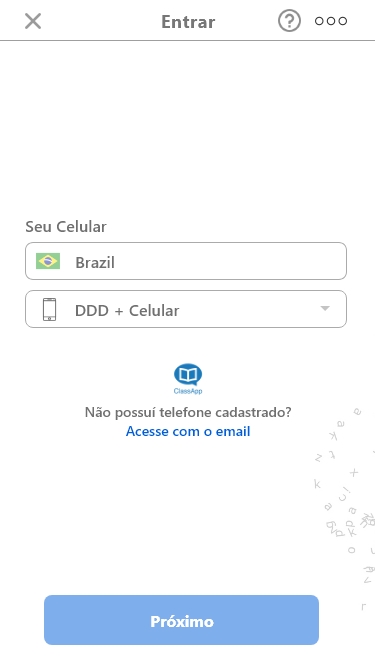 Entrar
Seu Celular
Brazil
DDD + Celular
ClassApp
Não possuí telefone cadastrado?
Acesse com o email
Próximo